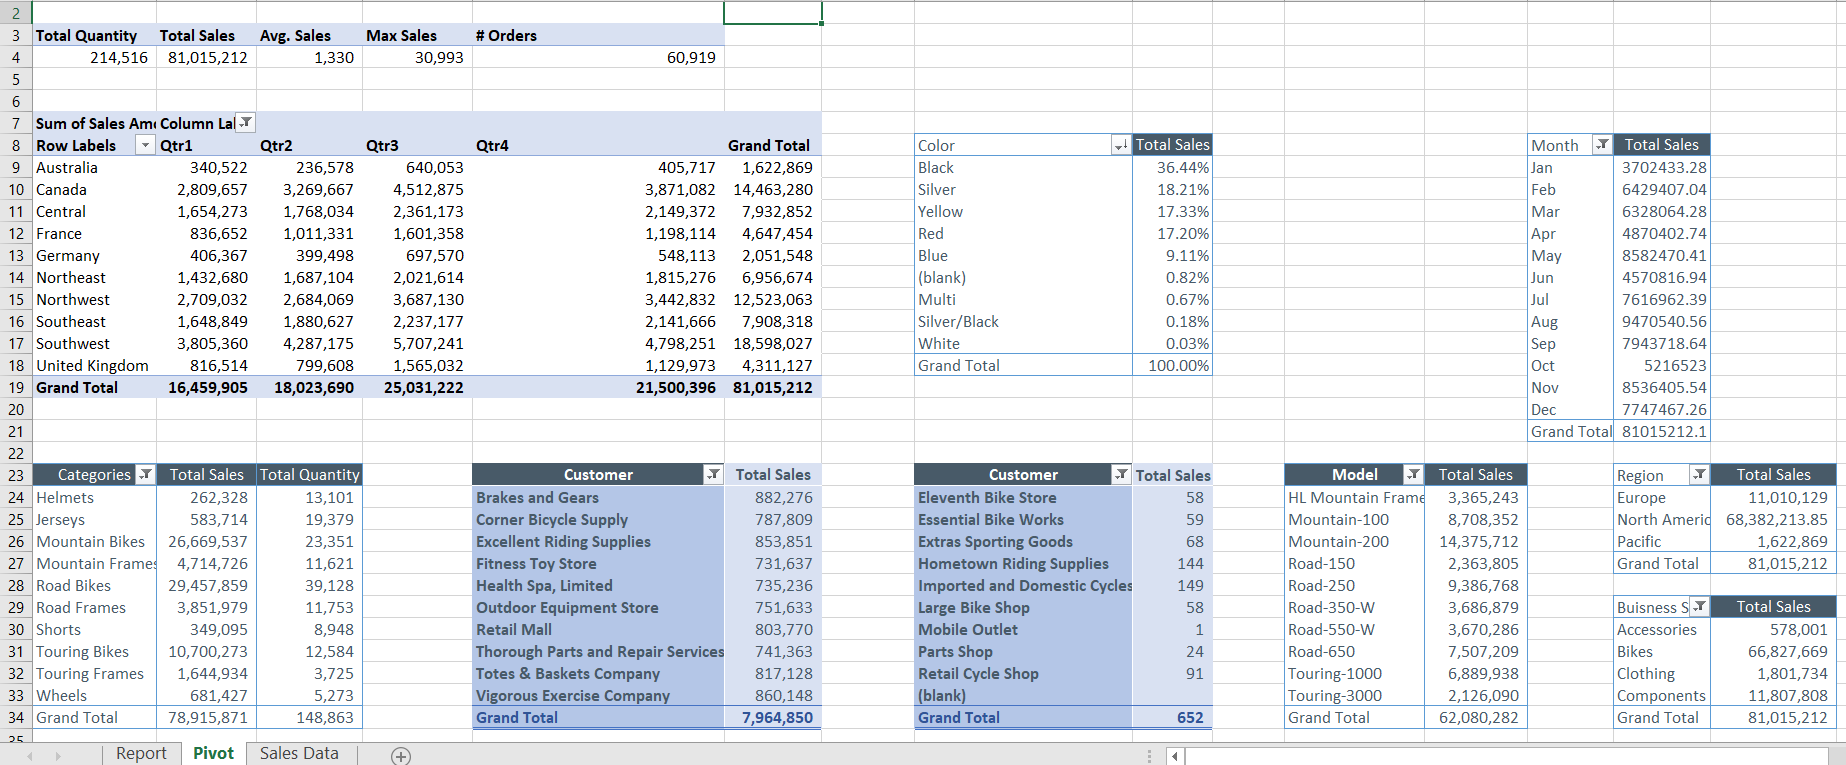 2
3 Total Quantity Total Sales Avg. Sales Max Sales # Orders
4 214,516 81,015,212 1,330 30,993 60,919
5
6
7 Sum of Sales Am Column Lal
8 Row Labels Qtr1 Qtr2 Qtr3 Qtr4 Grand Total Color Total Sales Month Total Sales
9 Australia 340,522 236,578 640,053 405,717 1,622,869 Black 36.44% Jan 3702433.28
10 Canada 2,809,657 3,269,667 4,512,875 3,871,082 14,463,280 Silver 18.21% Feb 6429407.04
11 Central 1,654,273 1,768,034 2,361,173 2,149,372 7,932,852 Yellow 17.33% Mar 6328064.28
12 France 836,652 1,011,331 1,601,358 1,198,114 4,647,454 Red 17.20% Apr 4870402.74
13 Germany 406,367 399,498 697,570 548,113 2,051,548 Blue 9.11% May 8582470.41
14 Northeast 1,432,680 1,687,104 2,021,614 1,815,276 6,956,674 (blank) 0.82% Jun 4570816.94
15 Northwest 2,709,032 2,684,069 3,687,130 3,442,832 12,523,063 Multi 0.67% Jul 7616962.39
16 Southeast 1,648,849 1,880,627 2,237,177 2,141,666 7,908,318 Silver/Black 0.18% Aug 9470540.56
17 Southwest 3,805,360 4,287,175 5,707,241 4,798,251 18,598,027 White 0.03% Sep 7943718.64
18 United Kingdom 816,514 799,608 1,565,032 1,129,973 4,311,127 Grand Total 100.00% Oct 5216523
19 Grand Total 16,459,905 18,023,690 25,031,222 21,500,396 81,015,212 Nov 8536405.54
20 Dec 7747467.26
21 Grand Total 81015212.1
22
23 Categories Total Sales Total Quantity Customer Total Sales Customer Total Sales Model Total Sales Region Total Sales
24 Helmets 262,328 13,101 Brakes and Gears 882,276 Eleventh Bike Store 58 HL Mountain Frame 3,365,243 Europe 11,010,129
25 Jerseys 583,714 19,379 Corner Bicycle Supply 787,809 Essential Bike Works 59 Mountain-100 8,708,352 North Americ 68,382,213.85
26 Mountain Bikes 26,669,537 23,351 Excellent Riding Supplies 853,851 Extras Sporting Goods 68 Mountain-200 14,375,712 Pacific 1,622,869
27 Mountain Frames 4,714,726 11,621 Fitness Toy Store 731,637 Hometown Riding Supplies 144 Road-150 2,363,805 Grand Total 81,015,212
28 Road Bikes 29,457,859 39,128 Health Spa, Limited 735,236 Imported and Domestic Cycles 149 Road-250 9,386,768
29 Road Frames 3,851,979 11,753 Outdoor Equipment Store 751,633 Large Bike Shop 58 Road-350-W 3,686,879 Buisness S Total Sales
30 Shorts 349,095 8,948 Retail Mall 803,770 Mobile Outlet 1 Road-550-W 3,670,286 Accessories 578,001
31 Touring Bikes 10,700,273 12,584 Thorough Parts and Repair Services 741,363 Parts Shop 24 Road-650 7,507,209 Bikes 66,827,669
32 Touring Frames 1,644,934 3,725 Totes & Baskets Company 817,128 Retail Cycle Shop 91 Touring-1000 6,889,938 Clothing 1,801,734
33 Wheels 681,427 5,273 Vigorous Exercise Company 860,148 (blank) Touring-3000 2,126,090 Components 11,807,808
34 Grand Total 78,915,871 148,863 Grand Total 7,964,850 Grand Total 652 Grand Total 62,080,282 Grand Total 81,015,212
35
Report Pivot Sales Data